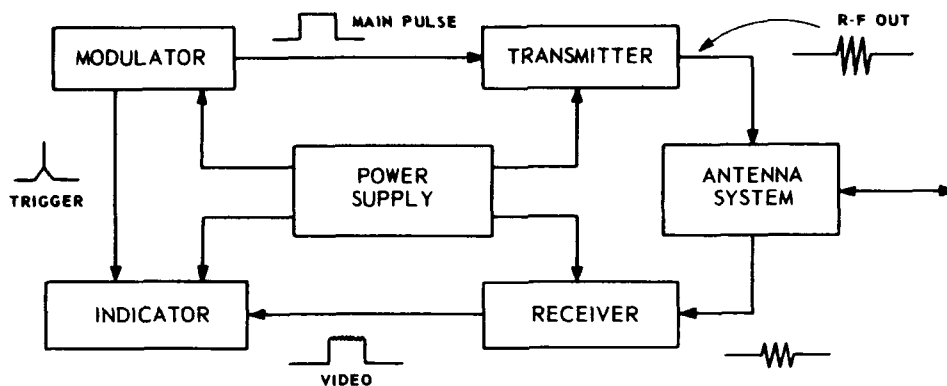 MAIN PULSE
R-F OUT
MODULATOR
TRANSMITTER
TRIGGER
POWER
SUPPLY
ANTENNA
SYSTEM
INDICATOR
RECEIVER
VIDEO